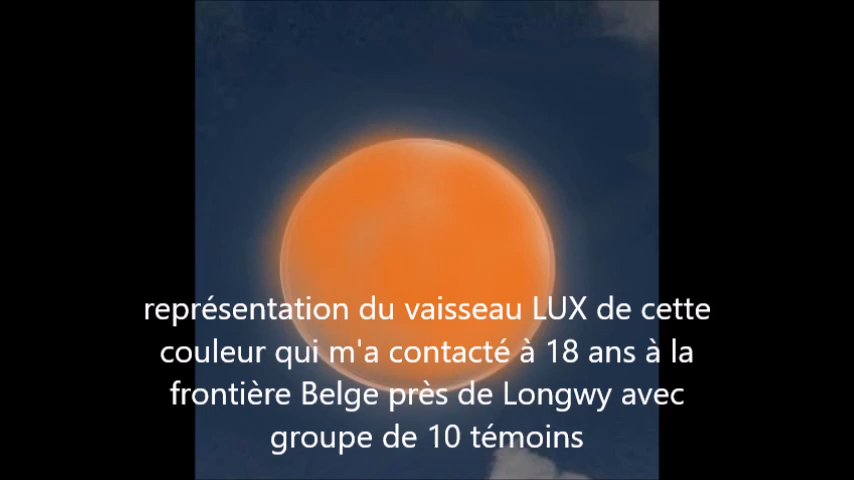 représentation du vaisseau LUX de cette
couleur qui m'a contacté à 18 ans à la
frontière Belge près de Longwy avec
groupe de 10 témoins